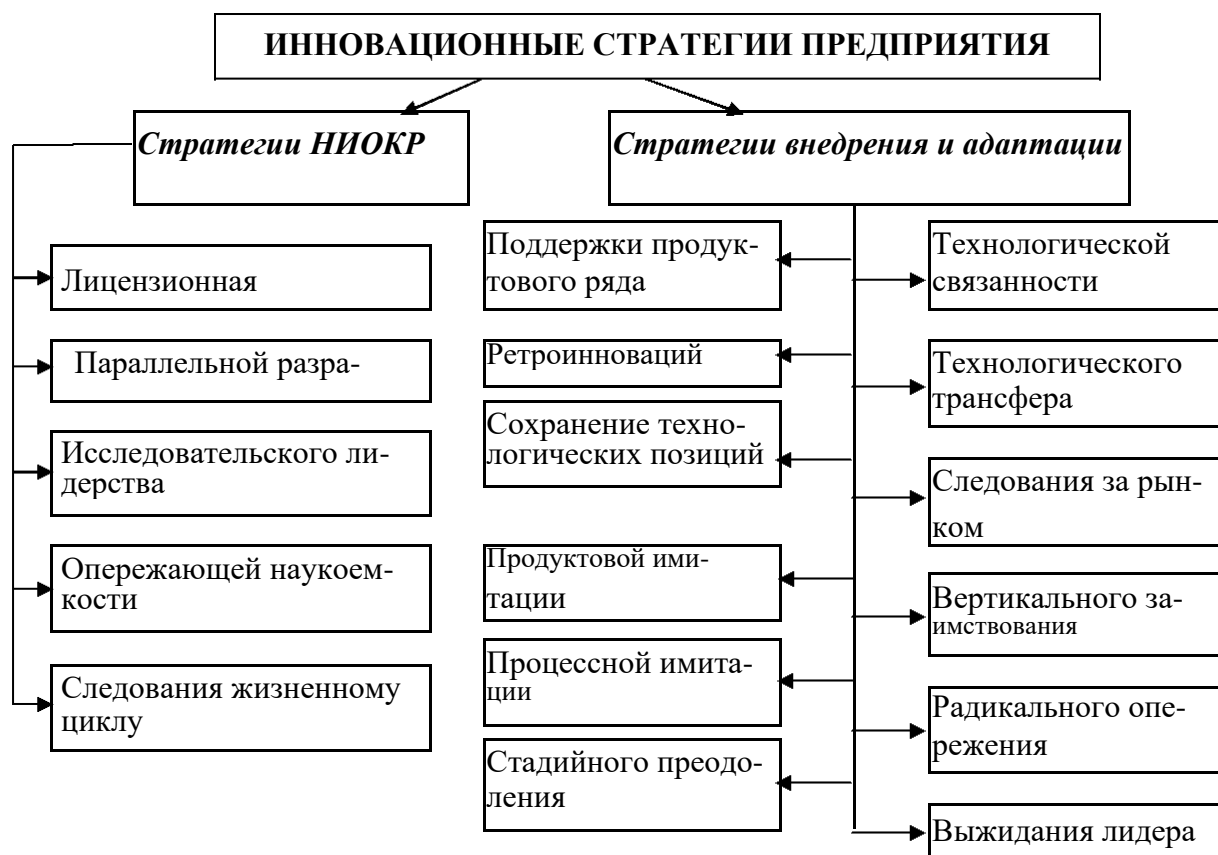 ИННОВАЦИОННЫЕ СТРАТЕГИИ ПРЕДПРИЯТИЯ
Стратегии НИОКР
Лицензионная
Параллельной разра-
Исследовательского ли-
дерства
Опережающей наукоем-
кости
Следования жизненному
циклу
Стратегии внедрения и адаптации
Поддержки продук-
тового ряда
Ретроинноваций
Сохранение техно-
логических позиций
Продуктовой ими-
тации
Процессной имита-
ции
Стадийного преодо-
ления
Технологической
связанности
Технологического
трансфера
Следования за рын-
ком
Вертикального за-
имствования
Радикального опе-
режения
Выжидания лидера